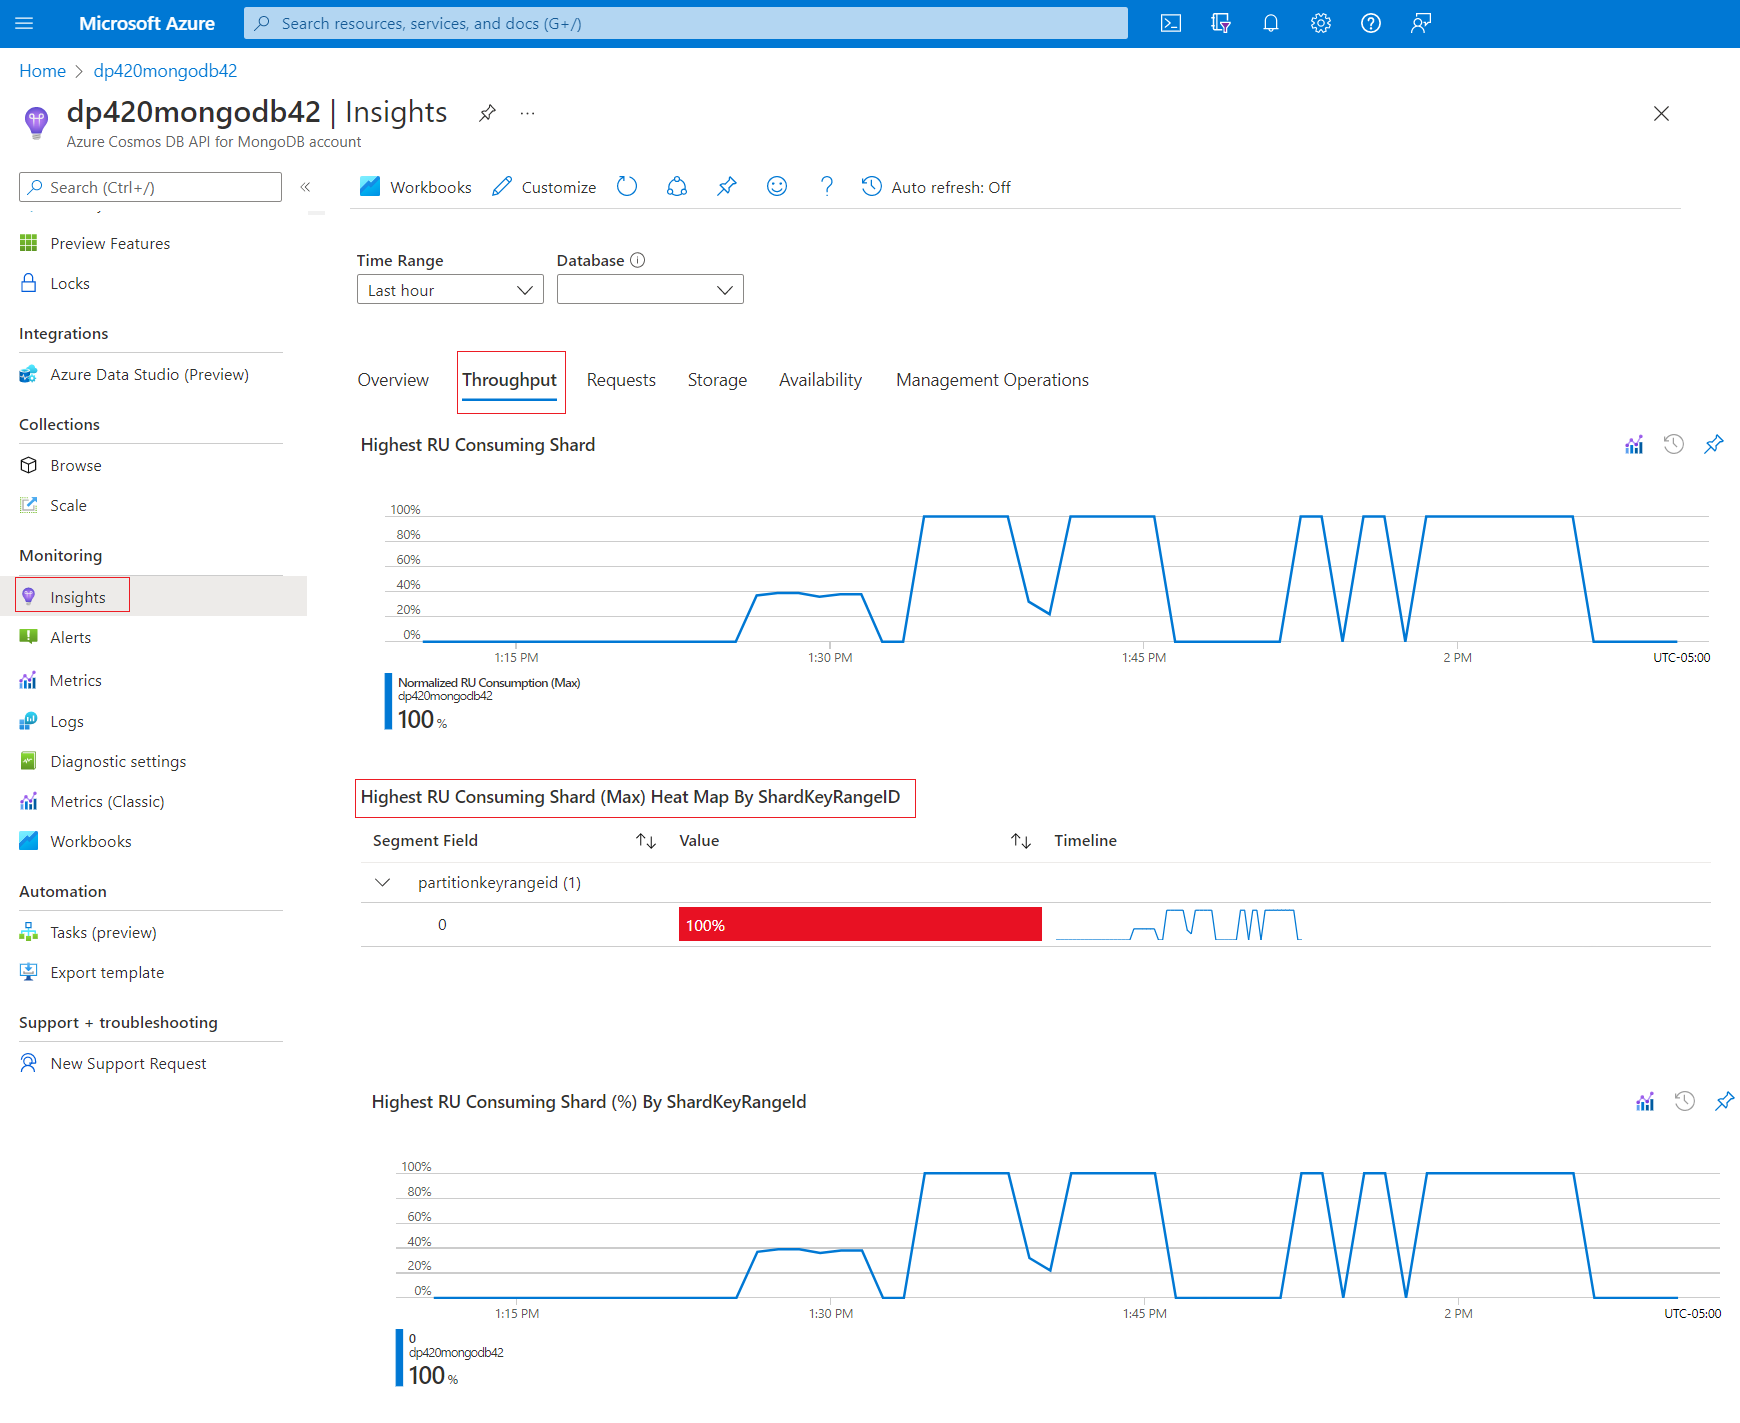 Microsoft Azure
Search resources, services, and docs (G+/)
Home > dp420mongodb42
dp420mongodb42 | Insights
Azure Cosmos DB API for MongoDB account
Search (Ctrl+/)
«
Workbooks Customize ? Auto refresh: Off
Preview Features
Locks
Integrations
Azure Data Studio (Preview)
Collections
Browse
Scale
Monitoring
Insights
Alerts
Metrics
Logs
Diagnostic settings
Metrics (Classic)
Workbooks
Automation
Tasks (preview)
Export template
Support + troubleshooting
New Support Request
Time Range Database
Last hour
Overview Throughput Requests Storage Availability Management Operations
Highest RU Consuming Shard
100%
80%
60%
40%
20%
0%
1:15 PM 1:30 PM 1:45 PM 2 PM UTC-05:00
Normalized RU Consumption (Max)
dp420mongodb42
100 %
Highest RU Consuming Shard (Max) Heat Map By ShardKeyRangeID
Segment Field Value Timeline
partitionkeyrangeid (1)
0 100%
Highest RU Consuming Shard (%) By ShardKeyRangeId
100%
80%
60%
40%
20%
0%
1:15 PM 1:30 PM 1:45 PM 2 PM UTC-05:00
0
dp420mongodb42
100 %